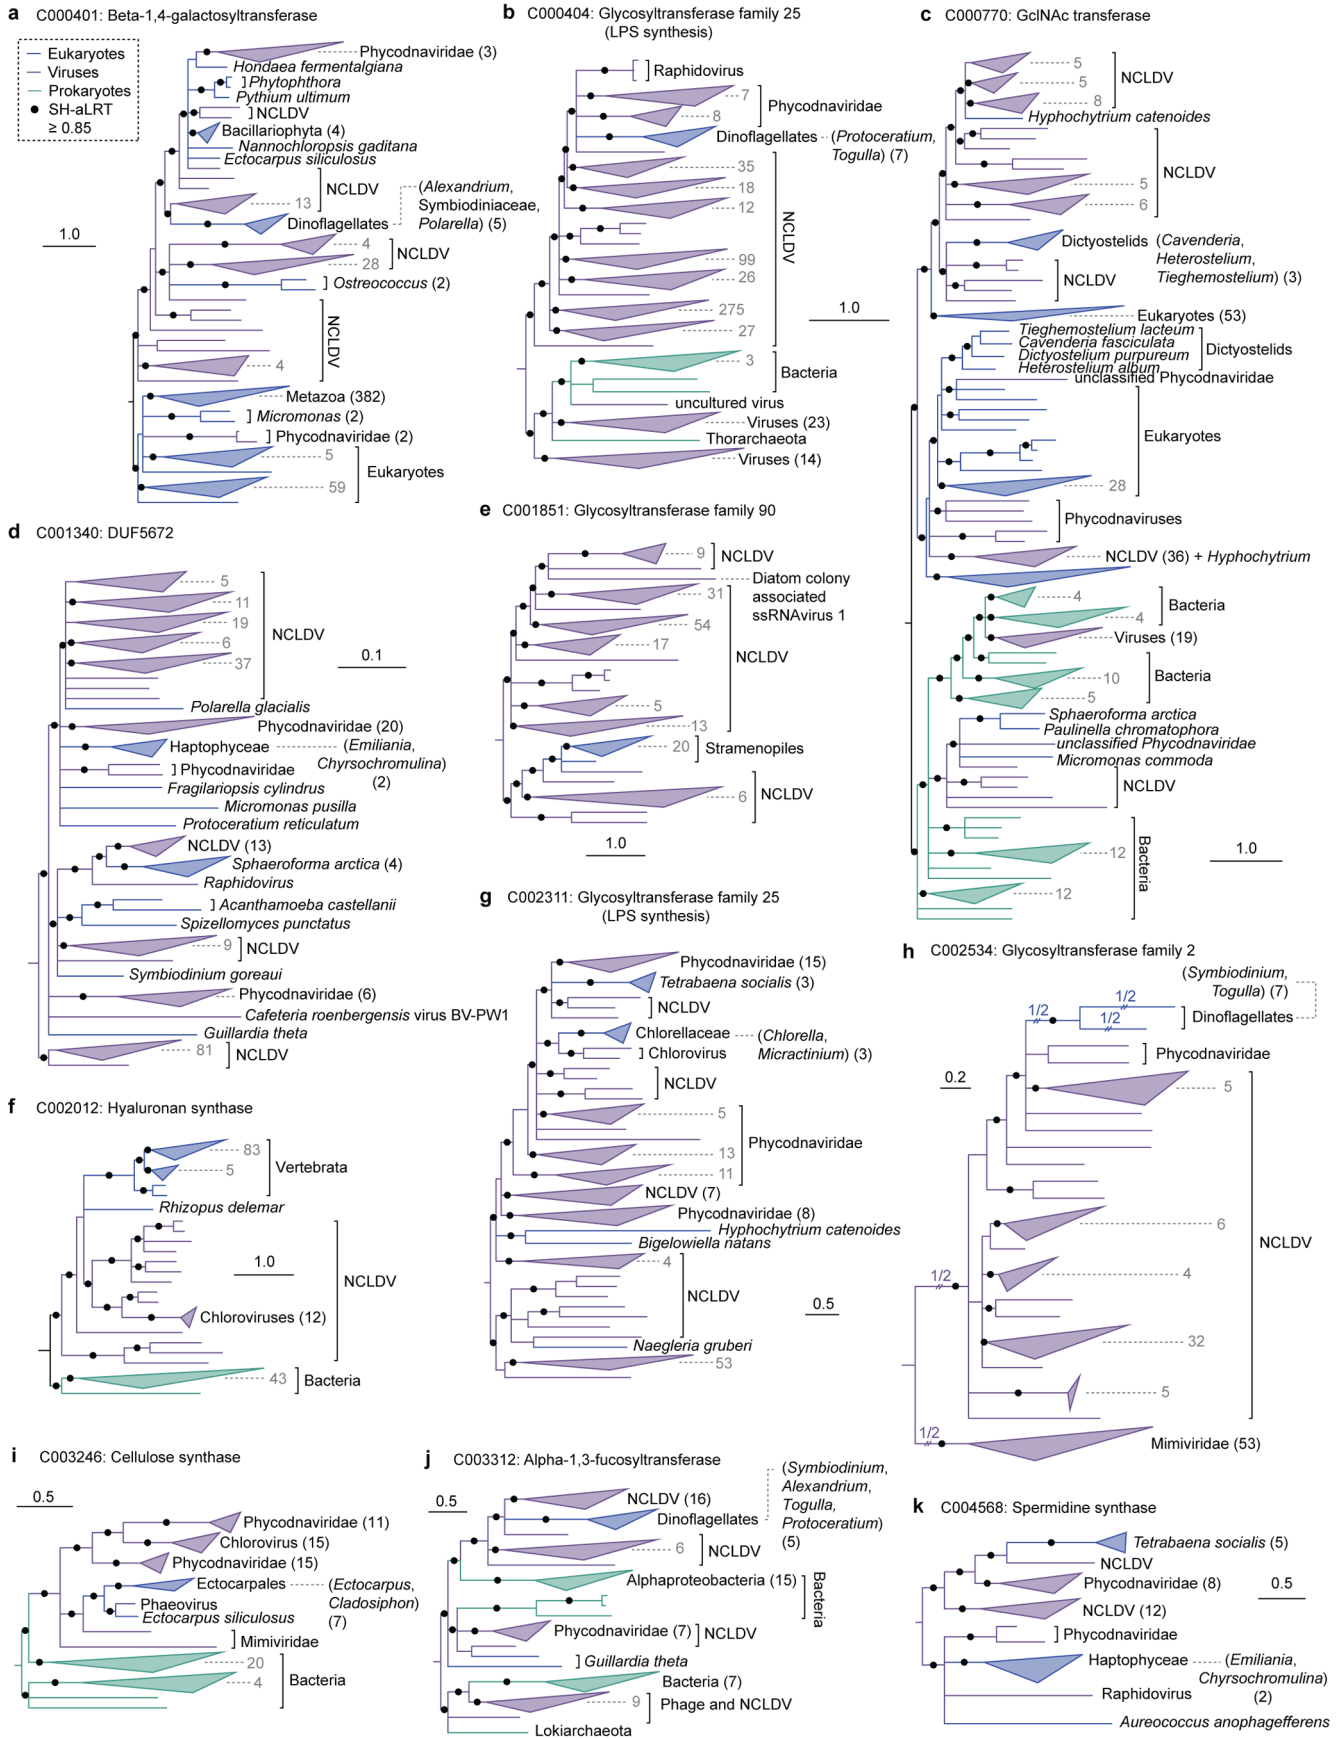 a C000401: Beta-1,4-galactosyltransferase
Eukaryotes
Viruses
Prokaryotes
SH-aLRT
≥ 0.85
1.0
Phycodnaviridae (3)
Hondaea fermentalgiana
Phytophthora
Pythium ultimum
NCLDV
Bacillariophyta (4)
Nannochloropsis gaditana
Ectocarpus siliculosus
NCLDV
13
Dinoflagellates
(Alexandrium,
Symbiodiniaceae,
Polarella) (5)
4
28
NCLDV
Ostreococcus (2)
NCLDV
4
Metazoa (382)
Micromonas (2)
Phycodnaviridae (2)
5
Eukaryotes
59
b C000404: Glycosyltransferase family 25
(LPS synthesis)
Raphidovirus
7
Phycodnaviridae
8
Dinoflagellates
(Protoceratium,
Togulla) (7)
35
18
12
NCLDV
99
26
275
27
1.0
3
Bacteria
uncultured virus
Viruses (23)
Thorarchaeota
Viruses (14)
c C000770: GclNAc transferase
5
NCLDV
5
8
Hyphochytrium catenoides
NCLDV
5
6
Dictyostelids (Cavenderia,
Heterostelium,
Tieghemostelium) (3)
NCLDV
Eukaryotes (53)
Tieghemostelium lacteum
Cavenderia fasciculata
Dictyostelium purpureum
Heterostelium album
Dictyostelids
unclassified Phycodnaviridae
Eukaryotes
28
Phycodnaviruses
NCLDV (36) + Hyphochytrium
4
Bacteria
4
Viruses (19)
Bacteria
10
5
Sphaeroforma arctica
Paulinella chromatophora
unclassified Phycodnaviridae
Micromonas commoda
NCLDV
Bacteria
12
12
1.0
d C001340: DUF5672
5
11
19
NCLDV
6
37
0.1
Polarella glacialis
Phycodnaviridae (20)
Haptophyceae
(Emiliania,
Chyrsochromulina)
(2)
Phycodnaviridae
Fragilariopsis cylindrus
Micromonas pusilla
Protoceratium reticulatum
NCLDV (13)
Sphaeroforma arctica (4)
Raphidovirus
Acanthamoeba castellanii
Spizellomyces punctatus
9 NCLDV
Symbiodinium goreaui
Phycodnaviridae (6)
Cafeteria roenbergensis virus BV-PW1
Guillardia theta
81 NCLDV
e C001851: Glycosyltransferase family 90
9 NCLDV
Diatom colony
associated
ssRNAvirus 1
31
54
17
NCLDV
5
13
20 Stramenopiles
6 NCLDV
1.0
f C002012: Hyaluronan synthase
83
5
Vertebrata
Rhizopus delemar
1.0
NCLDV
Chloroviruses (12)
43 Bacteria
g C002311: Glycosyltransferase family 25
(LPS synthesis)
Phycodnaviridae (15)
Tetrabaena socialis (3)
NCLDV
Chlorellaceae
(Chlorella,
Micractinium) (3)
Chlorovirus
NCLDV
5
Phycodnaviridae
13
11
NCLDV (7)
Phycodnaviridae (8)
Hyphochytrium catenoides
Bigelowiella natans
4
NCLDV
0.5
Naegleria gruberi
53
h C002534: Glycosyltransferase family 2
(Symbiodinium,
Togulla) (7)
1/2
1/2
1/2
Dinoflagellates
Phycodnaviridae
0.2
5
6
NCLDV
1/2
4
32
5
1/2
Mimiviridae (53)
i C003246: Cellulose synthase
0.5
Phycodnaviridae (11)
Chlorovirus (15)
Phycodnaviridae (15)
Ectocarpales
(Ectocarpus,
Cladosiphon)
(7)
Phaeovirus
Ectocarpus siliculosus
Mimiviridae
20
Bacteria
4
j C003312: Alpha-1,3-fucosyltransferase
0.5
NCLDV (16)
Dinoflagellates
(Symbiodinium,
Alexandrium,
Togulla,
Protoceratium)
(5)
6 NCLDV
Alphaproteobacteria (15)
Bacteria
Phycodnaviridae (7) NCLDV
Guillardia theta
Bacteria (7)
9 Phage and NCLDV
Lokiarchaeota
k C004568: Spermidine synthase
Tetrabaena socialis (5)
NCLDV
Phycodnaviridae (8)
0.5
NCLDV (12)
Phycodnaviridae
Haptophyceae
(Emiliania,
Chyrsochromulina)
(2)
Raphidovirus
Aureococcus anophagefferens